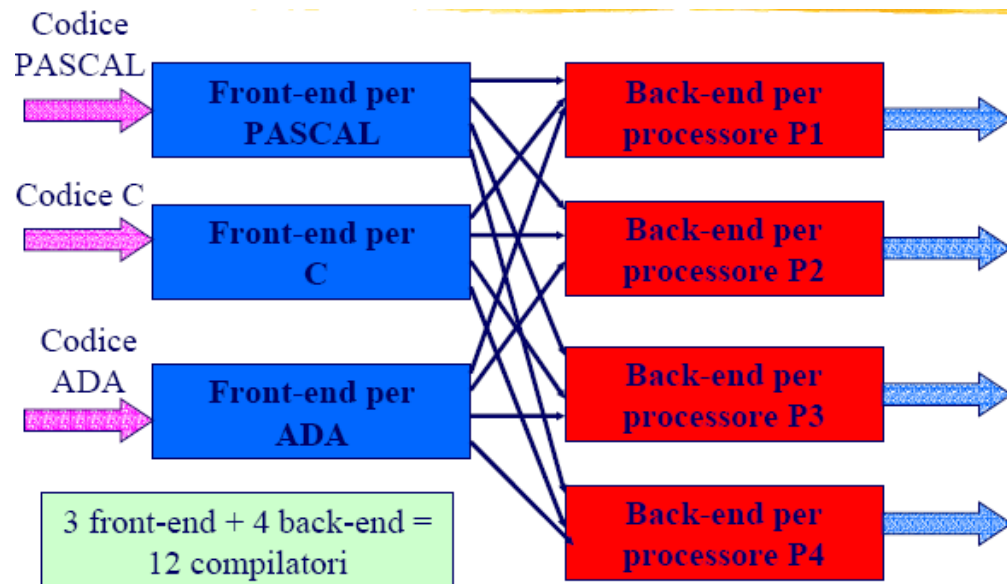 Codice
PASCAL
Front-end per
PASCAL
Back-end per
processore P1
Codice C
Front-end per
C
Back-end per
processore P2
Codice
ADA
Front-end per
ADA
Back-end per
processore P3
3 front-end + 4 back-end =
12 compilatori
Back-end per
processore P4